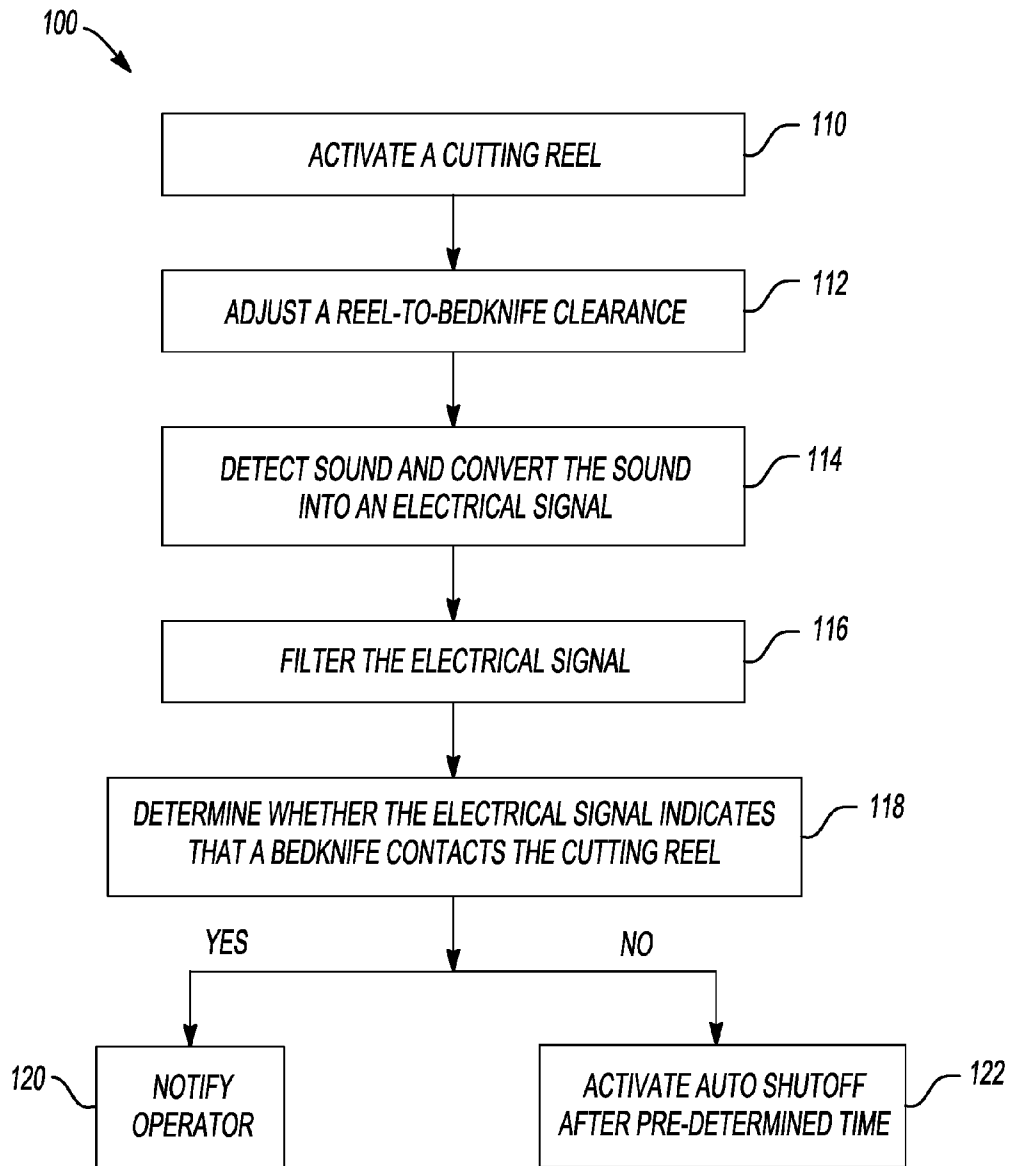 100
110
ACTIVATE A CUTTING REEL
112
ADJUST A REEL-TO-BEDKNIFE CLEARANCE
114
DETECT SOUND AND CONVERT THE SOUND
INTO AN ELECTRICAL SIGNAL
116
FILTER THE ELECTRICAL SIGNAL
118
DETERMINE WHETHER THE ELECTRICAL SIGNAL INDICATES
THAT A BEDKNIFE CONTACTS THE CUTTING REEL
YES
NO
120
NOTIFY
OPERATOR
ACTIVATE AUTO SHUTOFF
AFTER PRE-DETERMINED TIME
122